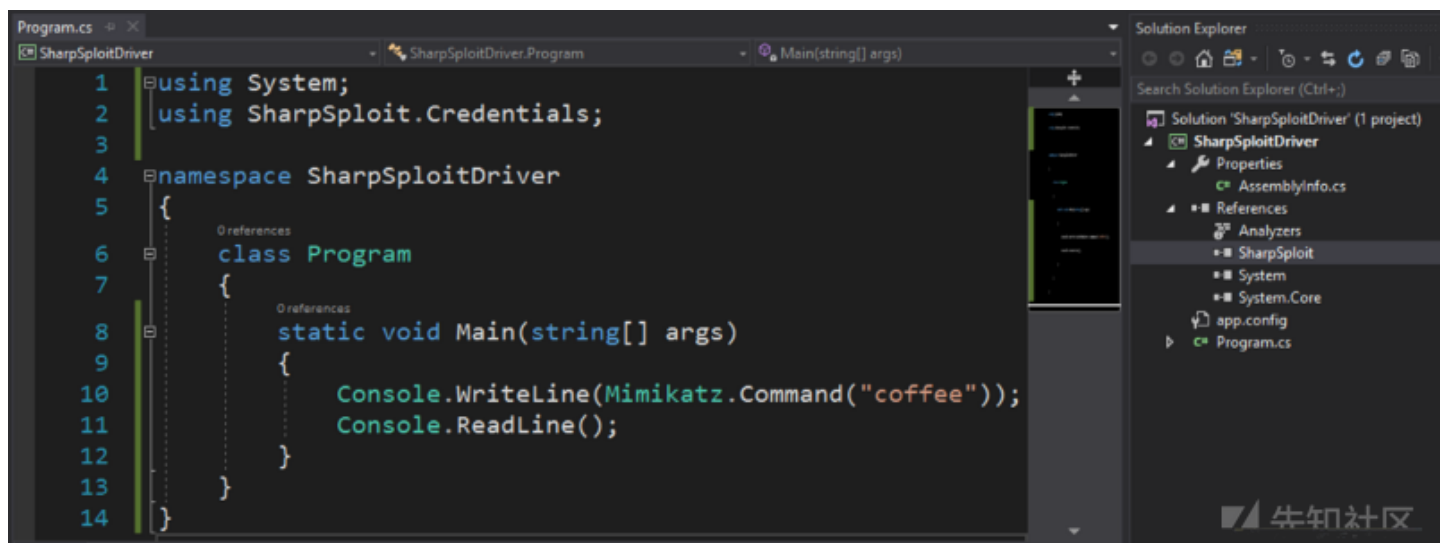 Program.cs
SharpSploitDriver
SharpSploitDriver.Program
Main(string[] args)
1 using System;
2 using SharpSploit.Credentials;
3
4 namespace SharpSploitDriver
5 {
0 references
6 class Program
7 {
0 references
8 static void Main(string[] args)
9 {
10 Console.WriteLine(Mimikatz.Command("coffee"));
11 Console.ReadLine();
12 }
13 }
14 }
Solution Explorer
Search Solution Explorer (Ctrl+;)
Solution 'SharpSploitDriver' (1 project)
C# SharpSploitDriver
Properties
C# AssemblyInfo.cs
References
Analyzers
SharpSploit
System
System.Core
app.config
C# Program.cs
先知社区